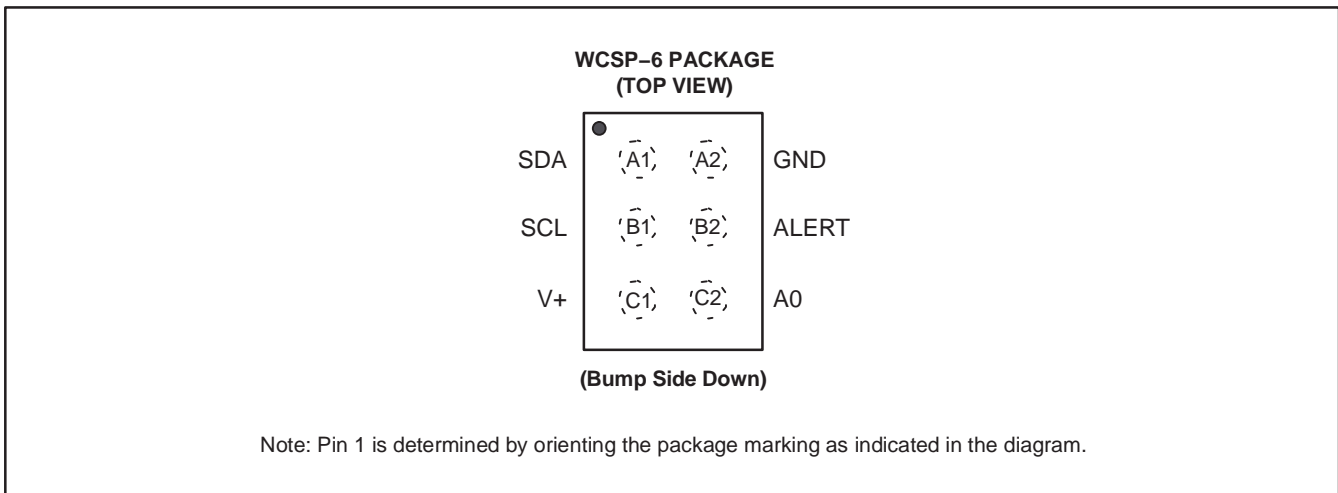 WCSP–6 PACKAGE
(TOP VIEW)
SDA A1 A2 GND
SCL B1 B2 ALERT
V+ C1 C2 A0
(Bump Side Down)
Note: Pin 1 is determined by orienting the package marking as indicated in the diagram.